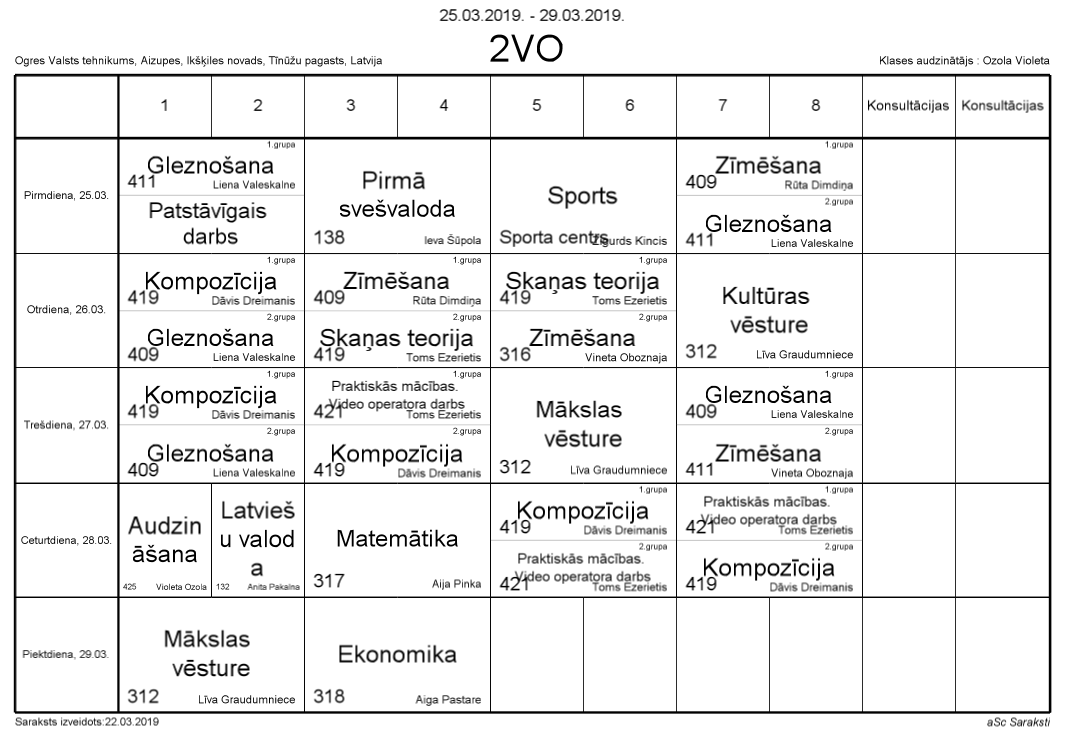 25.03.2019. - 29.03.2019.
2VO
Ogres Valsts tehnikums, Aizupes, Ikšķiles novads, Tīnūžu pagasts, Latvija
Klases audzinātājs : Ozola Violeta
1 2 3 4 5 6 7 8 Konsultācijas Konsultācijas
Pirmdiena, 25.03.
1.grupa
Gleznošana
411 Liena Valeskalne
Patstāvīgais
darbs
Pirmā
svešvaloda
138 Ieva Šūpola
Sports
Sporta centrs Zigurds Kincis
1.grupa
Zīmēšana
409 Rūta Dimdiņa
2.grupa
Gleznošana
411 Liena Valeskalne
Otrdiena, 26.03.
1.grupa
Kompozīcija
419 Dāvis Dreimanis
2.grupa
Gleznošana
409 Liena Valeskalne
1.grupa
Zīmēšana
409 Rūta Dimdiņa
2.grupa
Skaņas teorija
419 Toms Ezerietis
1.grupa
Skaņas teorija
419 Toms Ezerietis
2.grupa
Zīmēšana
316 Vineta Oboznaja
Kultūras
vēsture
312 Līva Graudumniece
Trešdiena, 27.03.
1.grupa
Kompozīcija
419 Dāvis Dreimanis
2.grupa
Gleznošana
409 Liena Valeskalne
1.grupa
Praktiskās mācības.
Video operatora darbs
421 Toms Ezerietis
2.grupa
Kompozīcija
419 Dāvis Dreimanis
Mākslas
vēsture
312 Līva Graudumniece
1.grupa
Gleznošana
409 Liena Valeskalne
2.grupa
Zīmēšana
411 Vineta Oboznaja
Ceturtdiena, 28.03.
Audzin
āšana
425 Violeta Ozola
Latvieš
u valod
a
132 Anita Pakalna
Matemātika
317 Aija Pinka
1.grupa
Kompozīcija
419 Dāvis Dreimanis
2.grupa
Praktiskās mācības.
Video operatora darbs
421 Toms Ezerietis
1.grupa
Praktiskās mācības.
Video operatora darbs
421 Toms Ezerietis
2.grupa
Kompozīcija
419 Dāvis Dreimanis
Piektdiena, 29.03.
Mākslas
vēsture
312 Līva Graudumniece
Ekonomika
318 Aiga Pastare
Saraksts izveidots:22.03.2019
aSc Saraksti